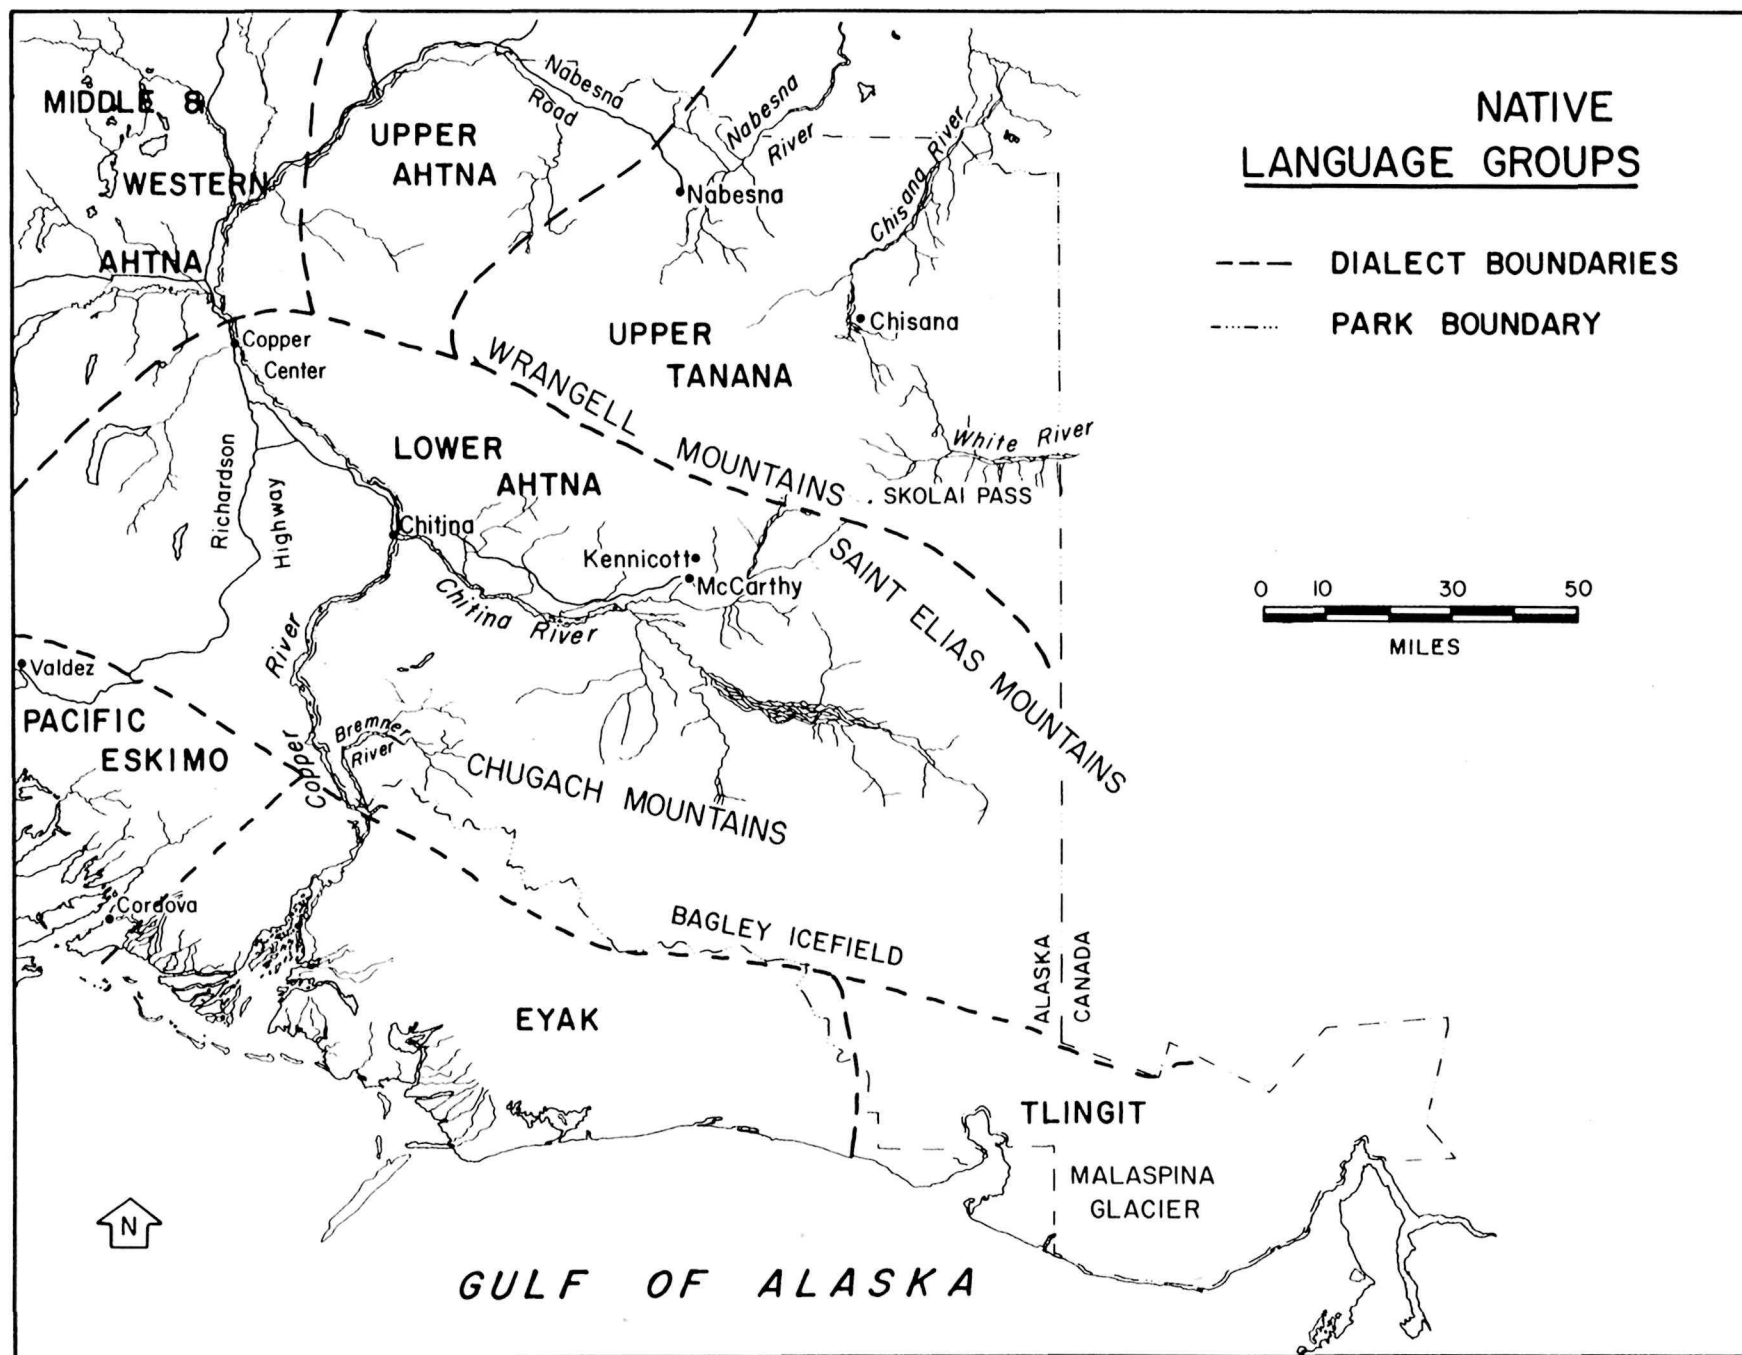 NATIVE
LANGUAGE GROUPS
DIALECT BOUNDARIES
PARK BOUNDARY
0 10 30 50
MILES
MIDDLE &
WESTERN
AHTNA
UPPER
AHTNA
Nabesna
Road
Nabesna
River
Nabesna
Chisana River
Chisana
UPPER
TANANA
Copper
Center
WRANGELL
MOUNTAINS
White River
SKOLAI PASS
LOWER
AHTNA
Richardson
Highway
Chitina
Kennicott
McCarthy
Chitina River
SAINT ELIAS MOUNTAINS
Valdez
PACIFIC
ESKIMO
River
Copper
Bremner
River
CHUGACH MOUNTAINS
Cordova
BAGLEY ICEFIELD
ALASKA
CANADA
EYAK
TLINGIT
MALASPINA
GLACIER
N
GULF OF ALASKA